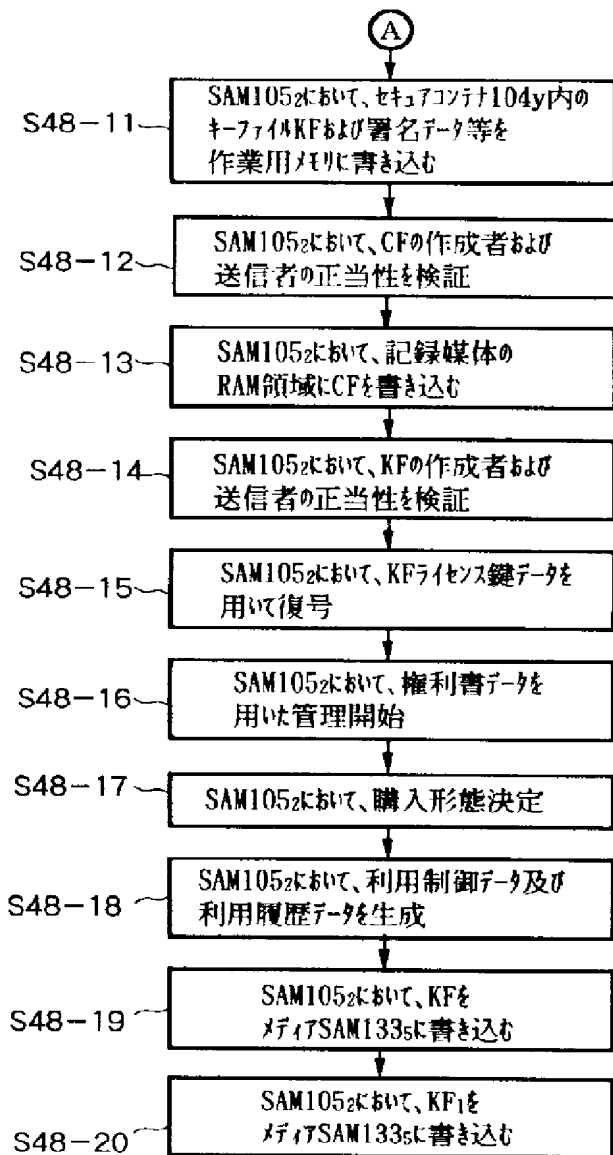 A
S48-11
SAM105₂において、セキュアコンテナ104y内の
キーファイルKFおよび署名データ等を
作業用メモリに書き込む
S48-12
SAM105₂において、CFの作成者および
送信者の正当性を検証
S48-13
SAM105₂において、記録媒体の
RAM領域にCFを書き込む
S48-14
SAM105₂において、KFの作成者および
送信者の正当性を検証
S48-15
SAM105₂において、KFライセンス鍵データを
用いて復号
S48-16
SAM105₂において、権利書データを
用いた管理開始
S48-17
SAM105₂において、購入形態決定
S48-18
SAM105₂において、利用制御データ及び
利用履歴データを生成
S48-19
SAM105₂において、KFを
メディアSAM133₅に書き込む
S48-20
SAM105₂において、KF₁を
メディアSAM133₅に書き込む